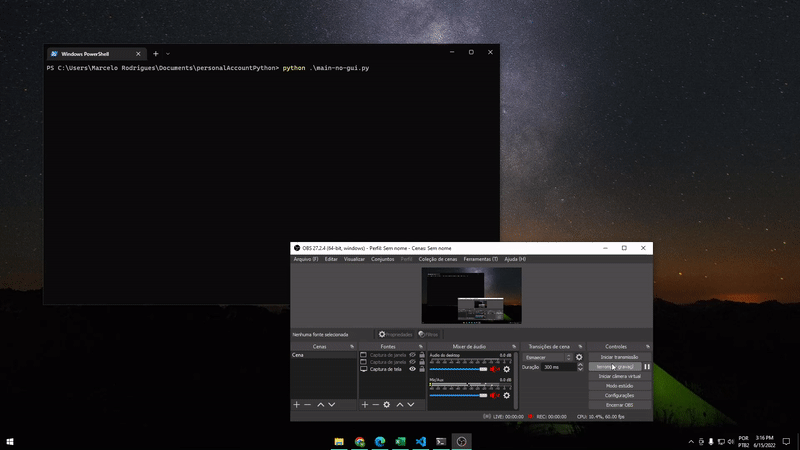 Windows PowerShell
PS C:\Users\Marcelo Rodrigues\Documents\personalAccountPython> python .\main-no-gui.py
OBS 27.2.4 (64-bit, windows) - Perfil: Sem nome - Cenas: Sem nome
Arquivo (F) Editar Visualizar Conjuntos Perfil Coleção de cenas Ferramentas (T) Ajuda (H)
Nenhuma fonte selecionada Propriedades Filtros
Cenas Fontes Mixer de áudio Transições de cena Controles
Cena
Captura de janela
Captura de janela
Captura de tela
Áudio do desktop 0.0 dB
Mic/Aux 0.0 dB
Esmaecer
Duração 300 ms
Iniciar transmissão
Iniciar câmera virtual
Modo estúdio
Configurações
Encerrar OBS
LIVE: 00:00:00 REC: 00:00:00 CPU: 10.4%, 60.00 fps
POR
PTB2
3:16 PM
6/15/2022